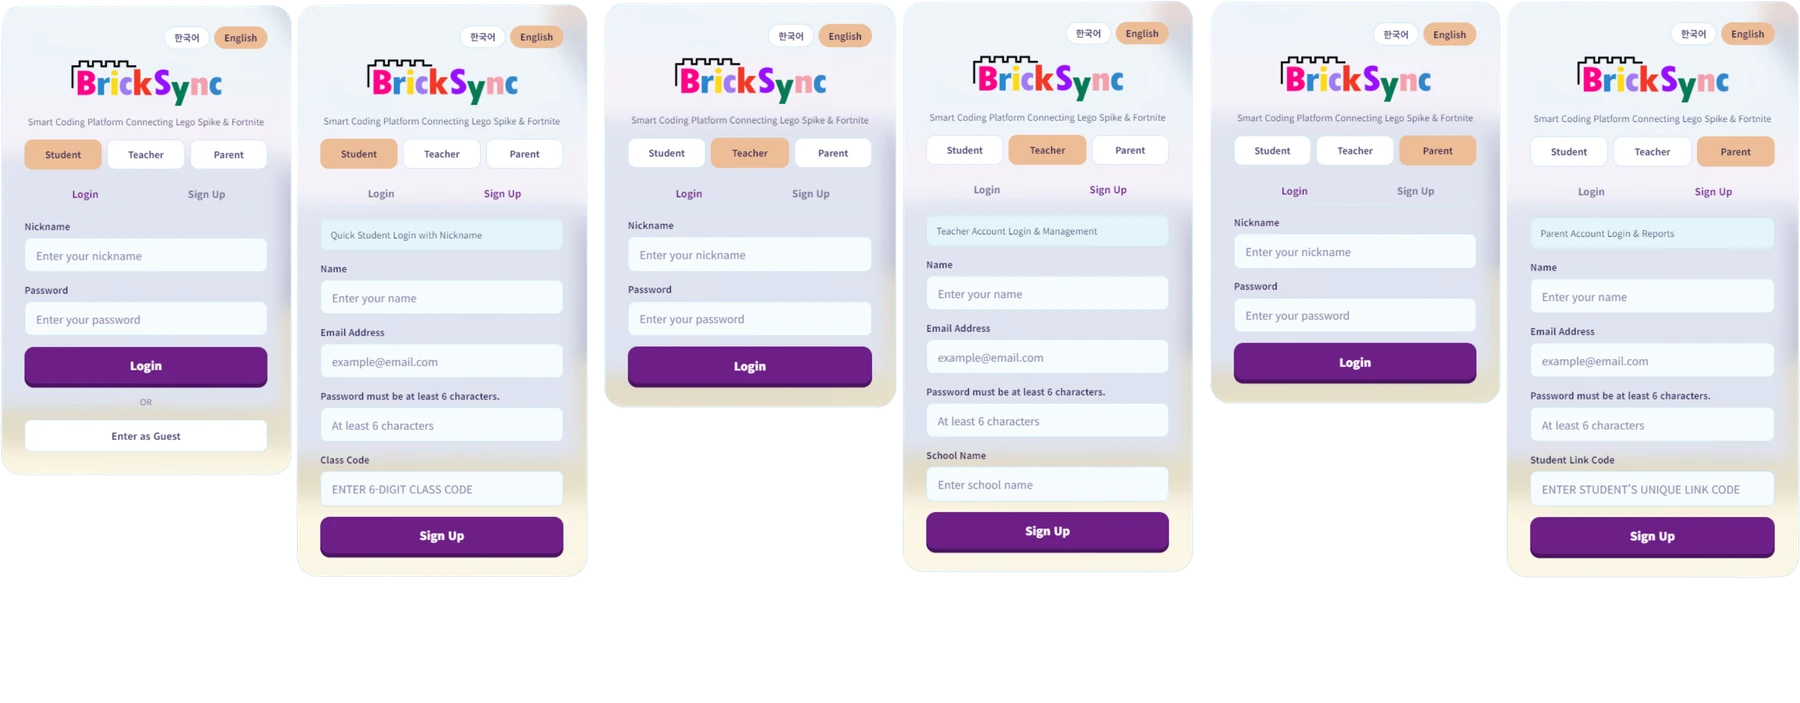 한국어 English
BrickSync
Smart Coding Platform Connecting Lego Spike & Fortnite
Student Teacher Parent
Login Sign Up
Nickname
Enter your nickname
Password
Enter your password
Login
OR
Enter as Guest
한국어 English
BrickSync
Smart Coding Platform Connecting Lego Spike & Fortnite
Student Teacher Parent
Login Sign Up
Quick Student Login with Nickname
Name
Enter your name
Email Address
example@email.com
Password must be at least 6 characters.
At least 6 characters
Class Code
ENTER 6-DIGIT CLASS CODE
Sign Up
한국어 English
BrickSync
Smart Coding Platform Connecting Lego Spike & Fortnite
Student Teacher Parent
Login Sign Up
Nickname
Enter your nickname
Password
Enter your password
Login
한국어 English
BrickSync
Smart Coding Platform Connecting Lego Spike & Fortnite
Student Teacher Parent
Login Sign Up
Teacher Account Login & Management
Name
Enter your name
Email Address
example@email.com
Password must be at least 6 characters.
At least 6 characters
School Name
Enter school name
Sign Up
한국어 English
BrickSync
Smart Coding Platform Connecting Lego Spike & Fortnite
Student Teacher Parent
Login Sign Up
Nickname
Enter your nickname
Password
Enter your password
Login
한국어 English
BrickSync
Smart Coding Platform Connecting Lego Spike & Fortnite
Student Teacher Parent
Login Sign Up
Parent Account Login & Reports
Name
Enter your name
Email Address
example@email.com
Password must be at least 6 characters.
At least 6 characters
Student Link Code
ENTER STUDENT'S UNIQUE LINK CODE
Sign Up